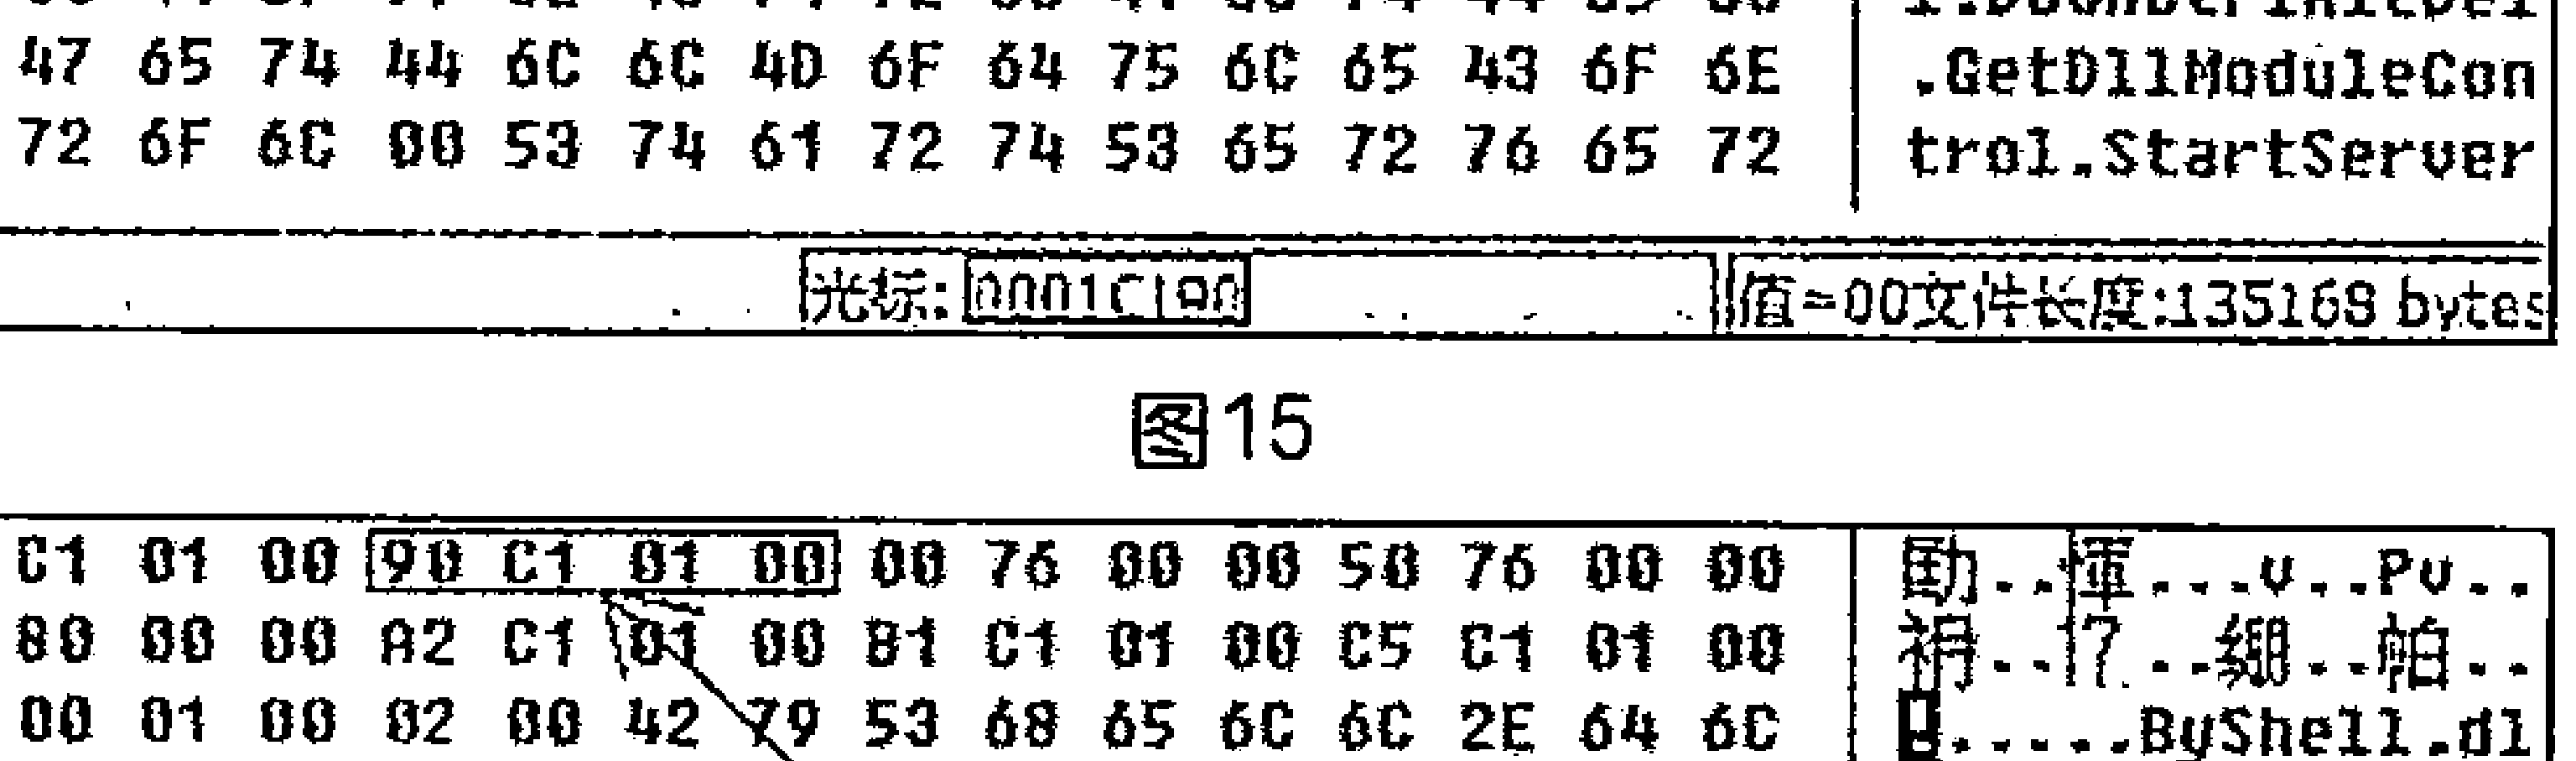 47 65 74 44 6C 6C 4D 6F 64 75 6C 65 43 6F 6E .GetDllModuleCon
72 6F 6C 00 53 74 61 72 74 53 65 72 76 65 72 trol.StartServer
光标: 0001C190 值=00文件长度:135168 bytes
图15
C1 01 00 90 C1 01 00 00 76 00 00 50 76 00 00 ...v..Pv..
80 00 00 A2 C1 01 00 B1 C1 01 00 C5 C1 01 00
00 01 00 02 00 42 79 53 68 65 6C 6C 2E 64 6C .....ByShell.dl